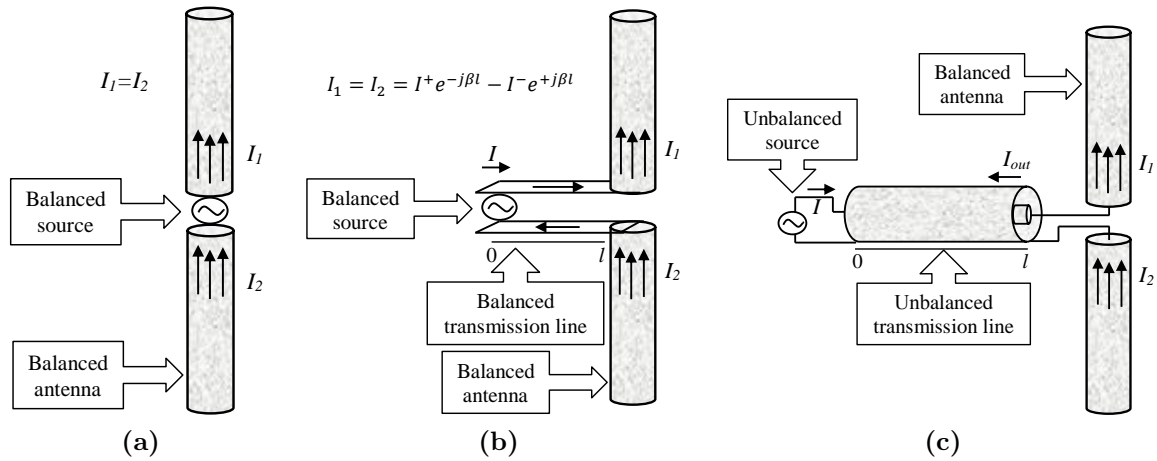 I₁=I₂
I₁
Balanced
source
I₂
Balanced
antenna
(a)
I₁ = I₂ = I⁺e⁻ʲᵝˡ − I⁻e⁺ʲᵝˡ
I
I₁
Balanced
source
0
l
I₂
Balanced
transmission line
Balanced
antenna
(b)
Balanced
antenna
Unbalanced
source
I₁
I_out
I
0
l
I₂
Unbalanced
transmission line
(c)